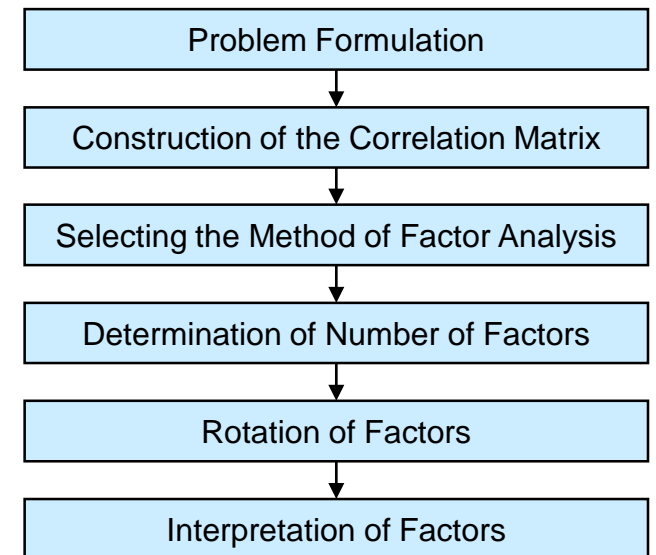 Problem Formulation
Construction of the Correlation Matrix
Selecting the Method of Factor Analysis
Determination of Number of Factors
Rotation of Factors
Interpretation of Factors